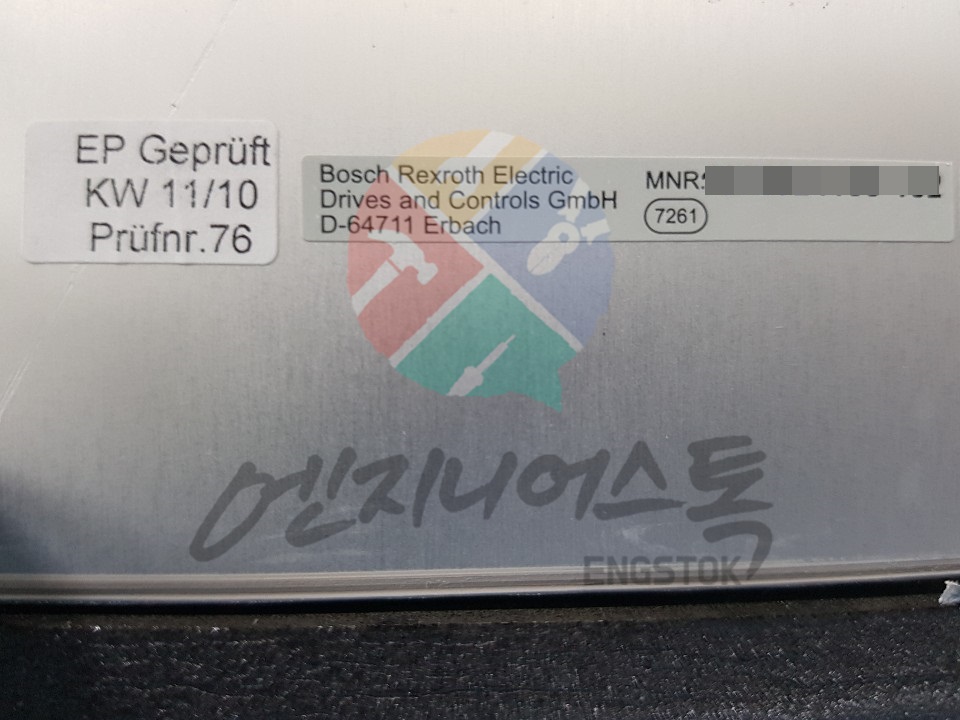 EP Geprüft
KW 11/10
Prüfnr.76
Bosch Rexroth Electric
Drives and Controls GmbH
D-64711 Erbach
MNR:
7261
엔지니어스톡
ENGSTOK